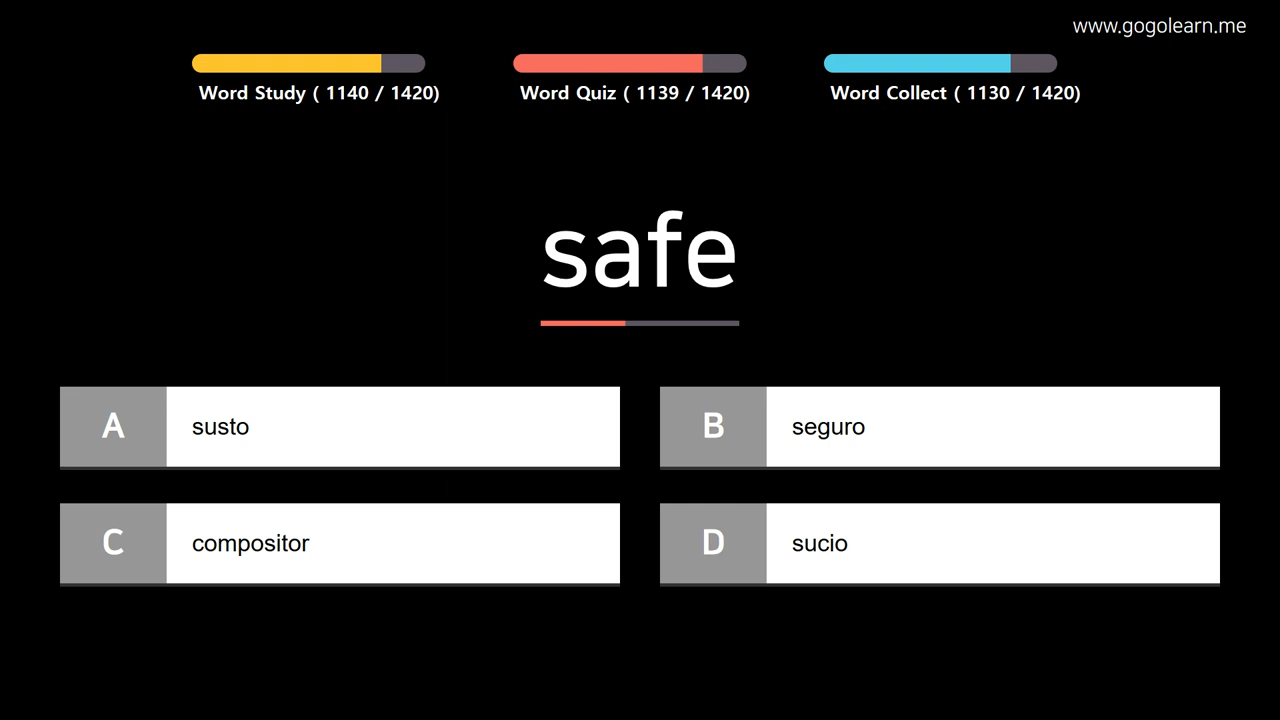 www.gogolearn.me
Word Study ( 1140 / 1420)
Word Quiz ( 1139 / 1420)
Word Collect ( 1130 / 1420)
safe
A susto
B seguro
C compositor
D sucio